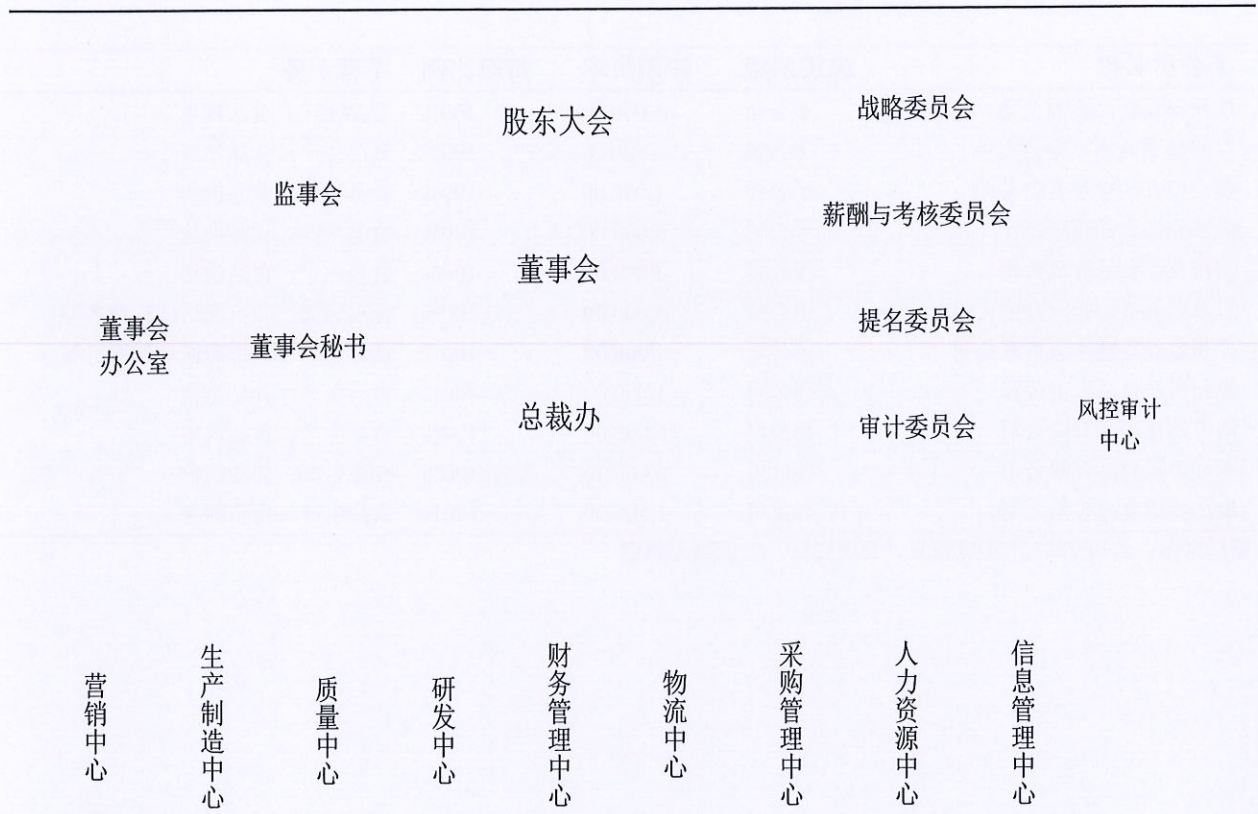 股东大会
战略委员会
监事会
薪酬与考核委员会
董事会
提名委员会
董事会
办公室
董事会秘书
总裁办
审计委员会
风控审计
中心
营销中心
生产制造中心
质量中心
研发中心
财务管理中心
物流中心
采购管理中心
人力资源中心
信息管理中心